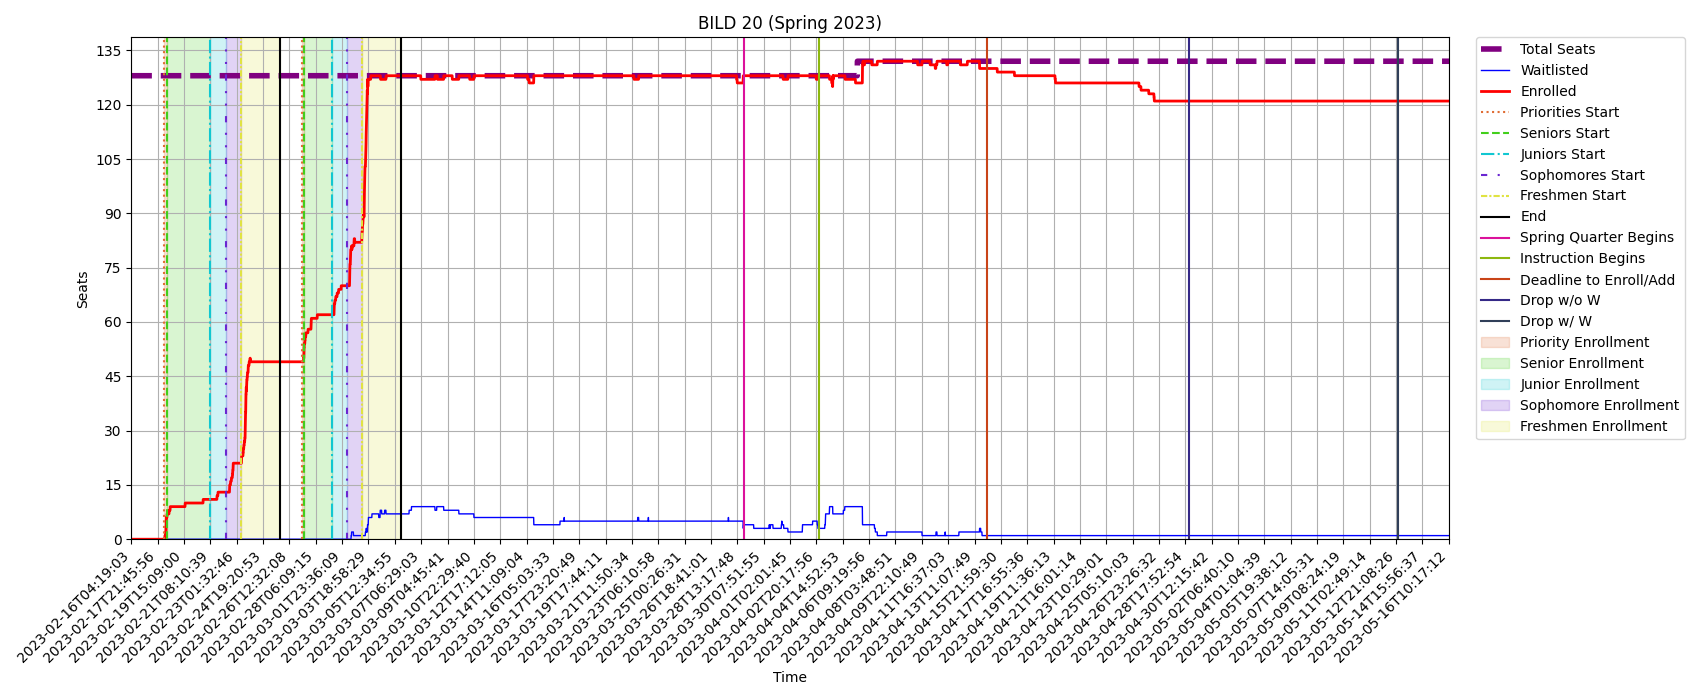 BILD 20 (Spring 2023)
Seats
135
120
105
90
75
60
45
30
15
0
2023-02-16T04:19:03
2023-02-17T21:45:56
2023-02-19T15:09:00
2023-02-21T08:10:39
2023-02-23T01:32:46
2023-02-24T19:20:53
2023-02-26T12:32:08
2023-02-28T06:09:15
2023-03-01T23:36:09
2023-03-03T18:58:29
2023-03-05T12:34:55
2023-03-07T06:29:03
2023-03-09T04:45:41
2023-03-10T22:29:40
2023-03-12T17:12:05
2023-03-14T11:09:04
2023-03-16T05:03:33
2023-03-17T23:20:49
2023-03-19T17:44:11
2023-03-21T11:50:34
2023-03-23T06:10:58
2023-03-25T00:26:31
2023-03-26T18:41:01
2023-03-28T13:17:48
2023-03-30T07:51:55
2023-04-01T02:01:45
2023-04-02T20:17:56
2023-04-04T14:52:53
2023-04-06T09:19:56
2023-04-08T03:48:51
2023-04-09T22:10:49
2023-04-11T16:37:03
2023-04-13T11:07:49
2023-04-15T21:59:30
2023-04-17T16:55:36
2023-04-19T11:36:13
2023-04-21T06:01:14
2023-04-23T10:29:01
2023-04-25T05:10:03
2023-04-26T23:26:32
2023-04-28T17:52:54
2023-04-30T12:15:42
2023-05-02T06:40:10
2023-05-04T01:04:39
2023-05-05T19:38:12
2023-05-07T14:05:31
2023-05-09T08:24:19
2023-05-11T02:49:14
2023-05-12T21:08:26
2023-05-14T15:56:37
2023-05-16T10:17:12
Time
Total Seats
Waitlisted
Enrolled
Priorities Start
Seniors Start
Juniors Start
Sophomores Start
Freshmen Start
End
Spring Quarter Begins
Instruction Begins
Deadline to Enroll/Add
Drop w/o W
Drop w/ W
Priority Enrollment
Senior Enrollment
Junior Enrollment
Sophomore Enrollment
Freshmen Enrollment